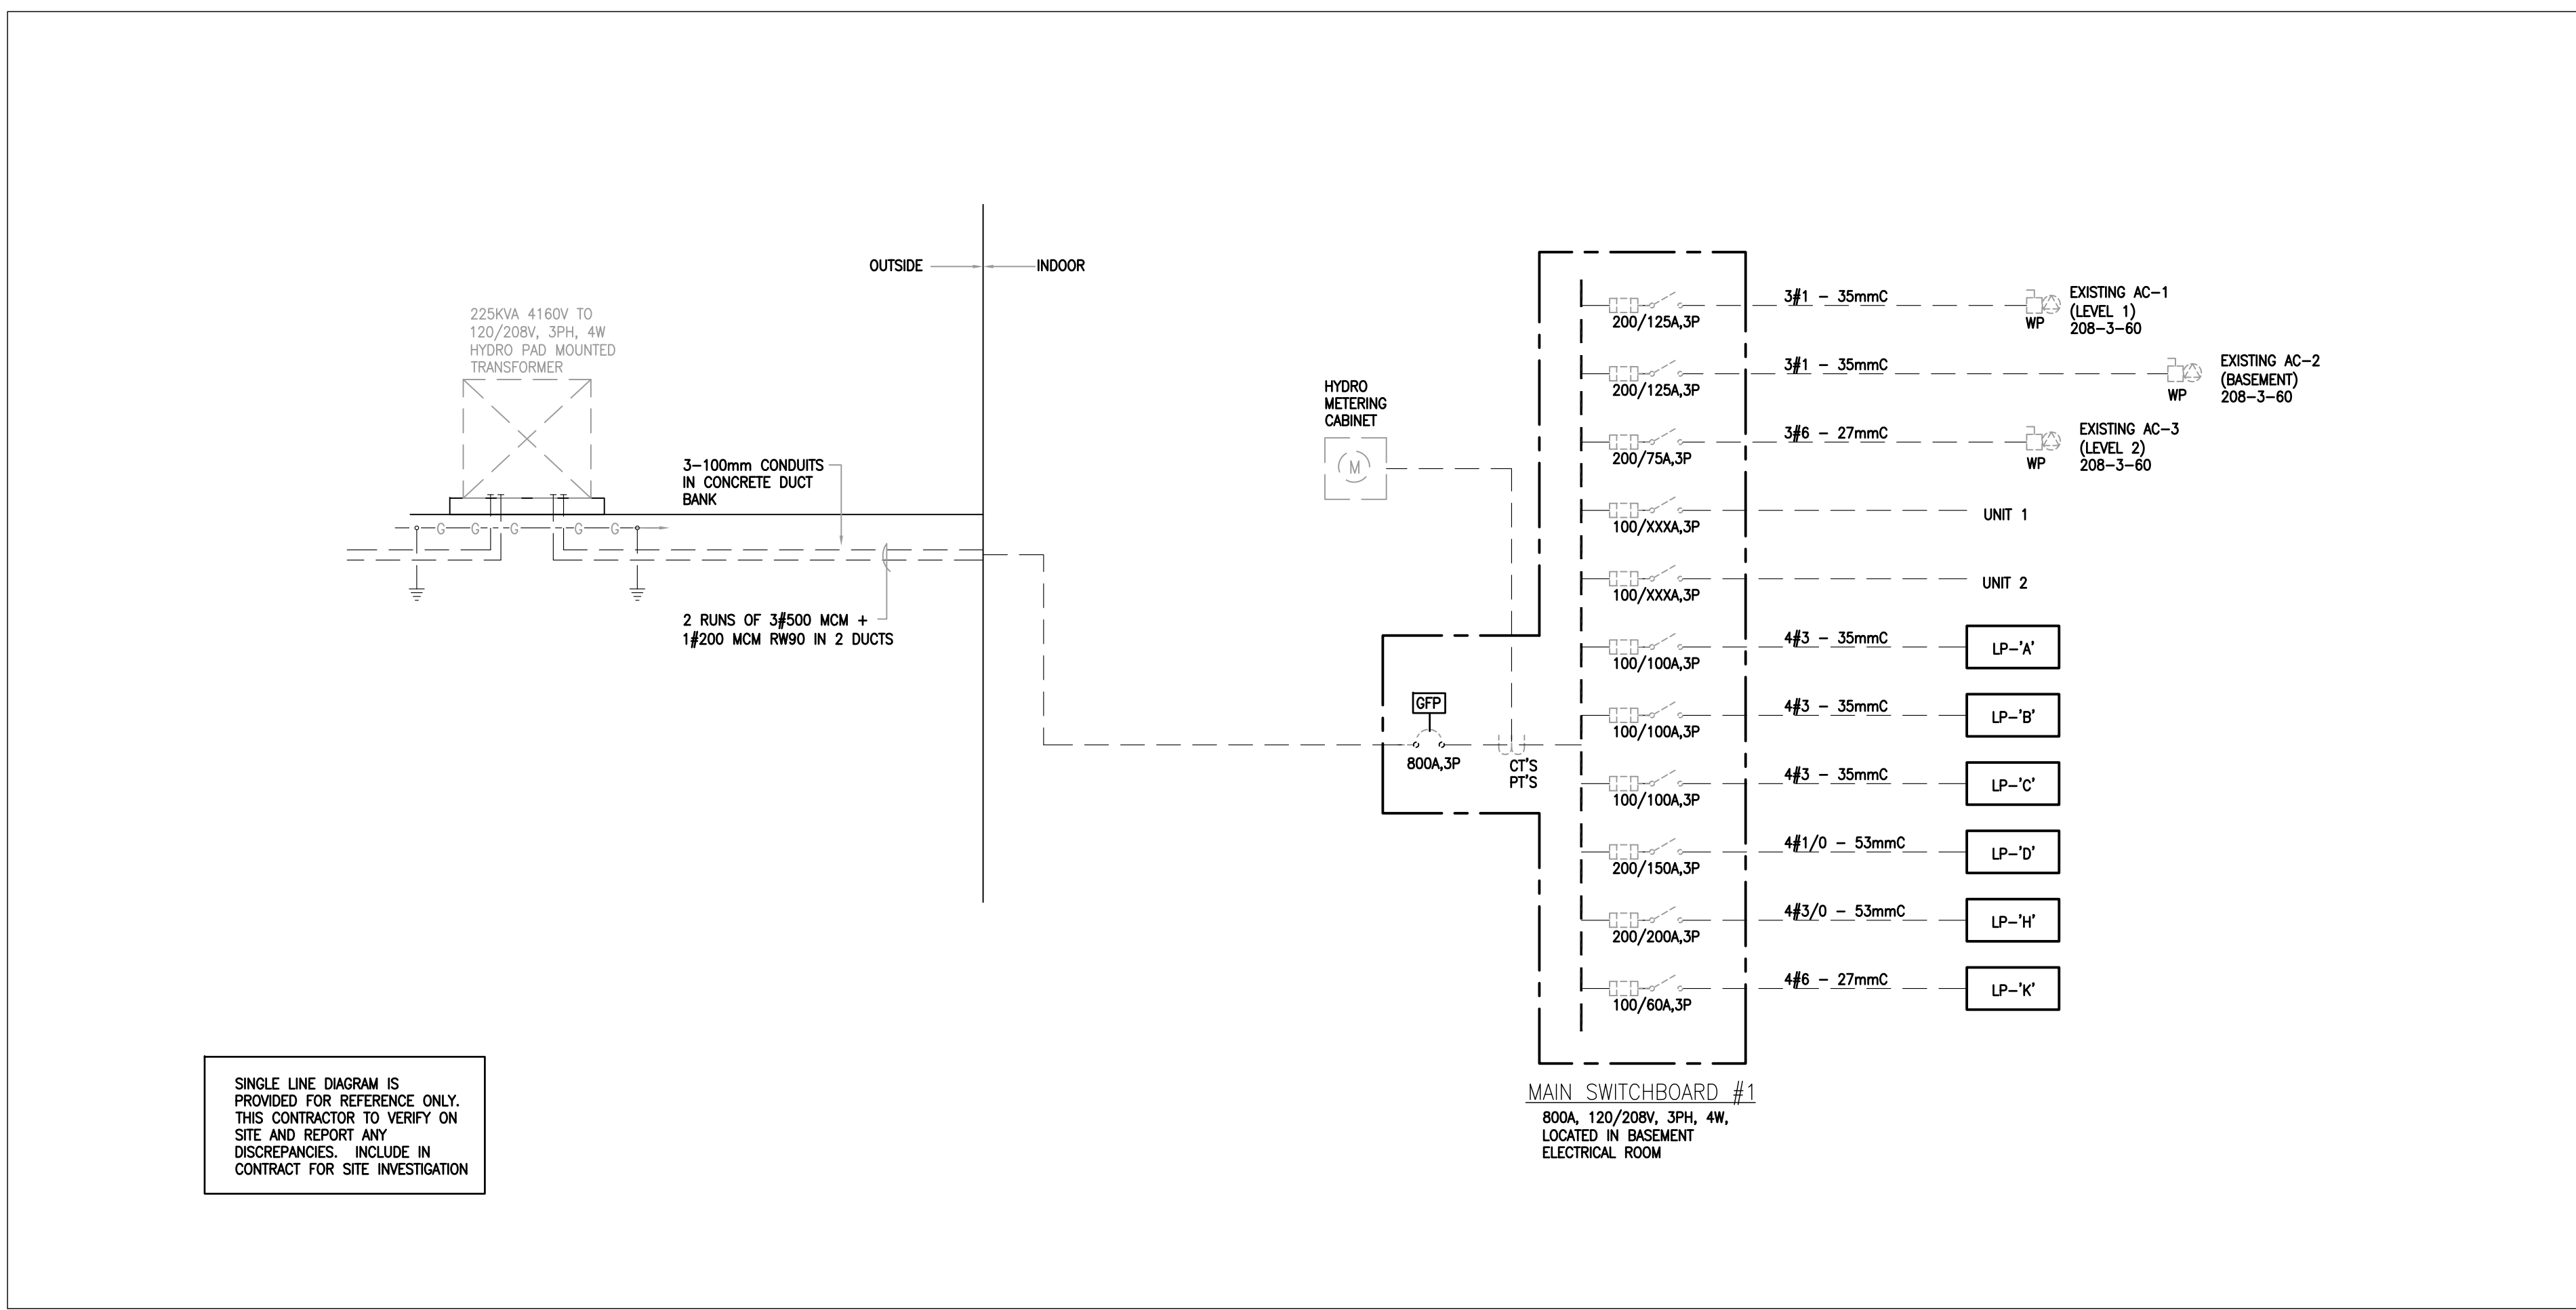 OUTSIDE
INDOOR
225KVA 4160V TO
120/208V, 3PH, 4W
HYDRO PAD MOUNTED
TRANSFORMER
3-100mm CONDUITS
IN CONCRETE DUCT
BANK
G G G G G
2 RUNS OF 3#500 MCM +
1#200 MCM RW90 IN 2 DUCTS
HYDRO
METERING
CABINET
M
GFP
800A,3P
CT'S
PT'S
200/125A,3P
3#1 - 35mmC
WP
EXISTING AC-1
(LEVEL 1)
208-3-60
200/125A,3P
3#1 - 35mmC
WP
EXISTING AC-2
(BASEMENT)
208-3-60
200/75A,3P
3#6 - 27mmC
WP
EXISTING AC-3
(LEVEL 2)
208-3-60
100/XXXA,3P
UNIT 1
100/XXXA,3P
UNIT 2
100/100A,3P
4#3 - 35mmC
LP-'A'
100/100A,3P
4#3 - 35mmC
LP-'B'
100/100A,3P
4#3 - 35mmC
LP-'C'
200/150A,3P
4#1/0 - 53mmC
LP-'D'
200/200A,3P
4#3/0 - 53mmC
LP-'H'
100/60A,3P
4#6 - 27mmC
LP-'K'
MAIN SWITCHBOARD #1
800A, 120/208V, 3PH, 4W,
LOCATED IN BASEMENT
ELECTRICAL ROOM
SINGLE LINE DIAGRAM IS
PROVIDED FOR REFERENCE ONLY.
THIS CONTRACTOR TO VERIFY ON
SITE AND REPORT ANY
DISCREPANCIES. INCLUDE IN
CONTRACT FOR SITE INVESTIGATION